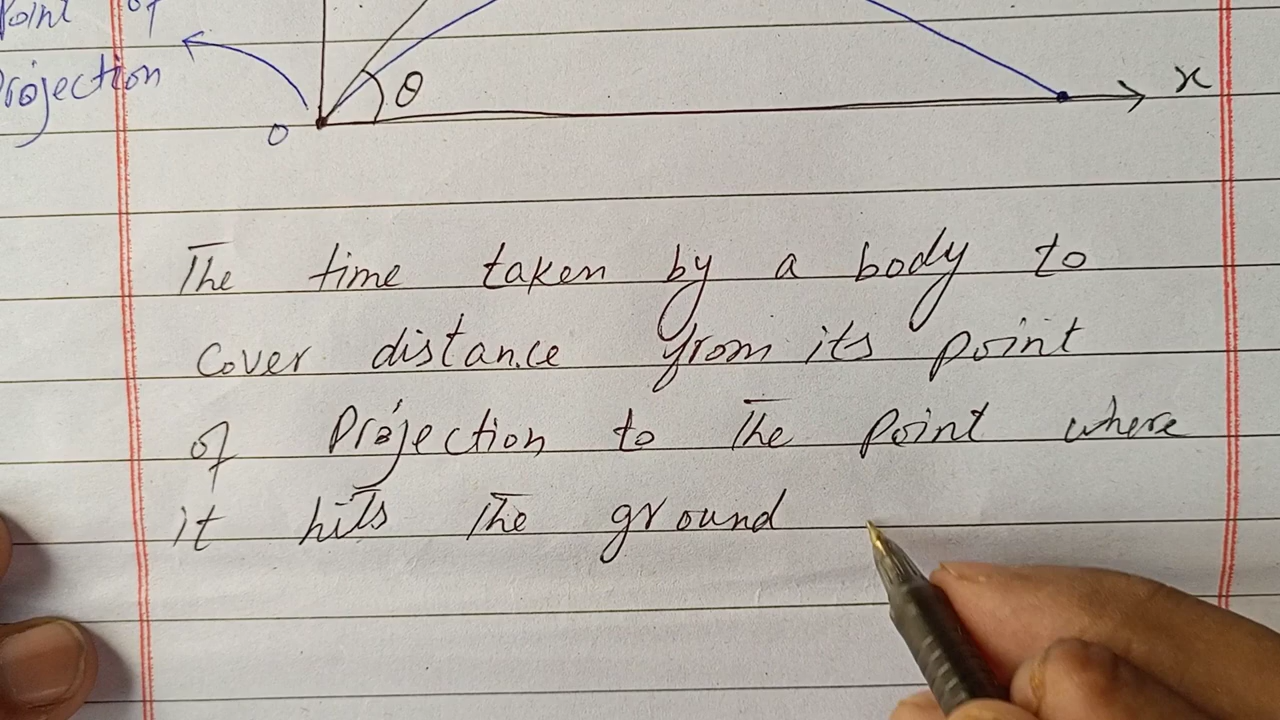 Point of
Projection
θ
x
o
The time taken by a body to
cover distance from its point
of Projection to the point where
it hits the ground